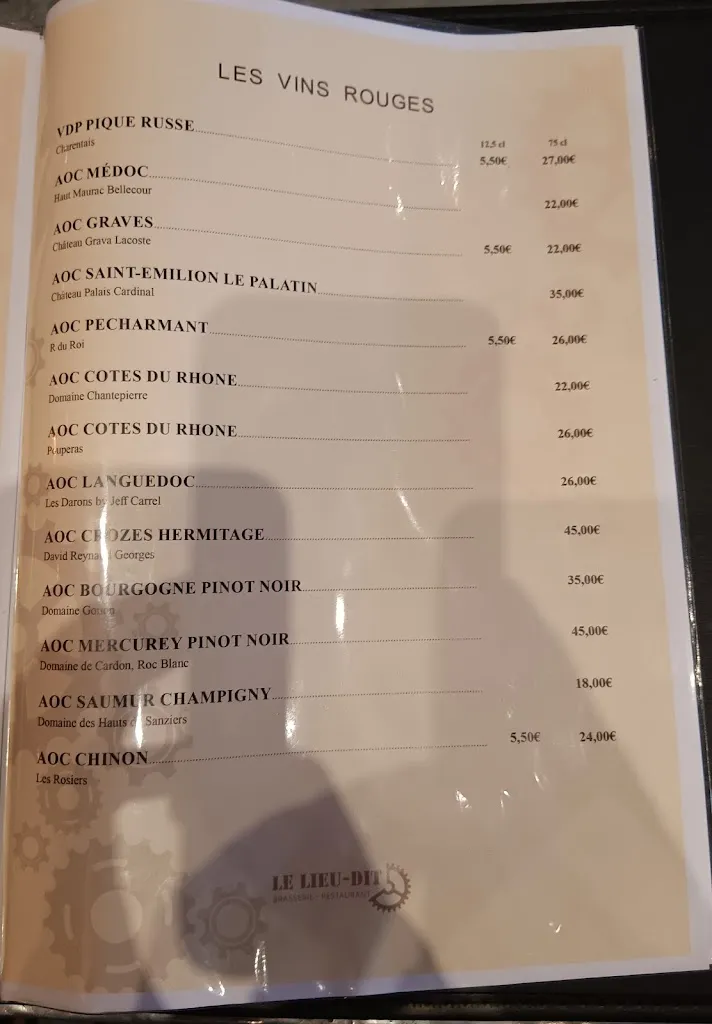 LES VINS ROUGES
12,5 cl 75 cl
VDP PIQUE RUSSE 5,50€ 27,00€
Charentais
AOC MÉDOC 22,00€
Haut Maurac Bellecour
AOC GRAVES 5,50€ 22,00€
Château Grava Lacoste
AOC SAINT-EMILION LE PALATIN 35,00€
Château Palais Cardinal
AOC PECHARMANT 5,50€ 26,00€
R du Roi
AOC COTES DU RHONE 22,00€
Domaine Chantepierre
AOC COTES DU RHONE 26,00€
Pouperas
AOC LANGUEDOC 26,00€
Les Darons by Jeff Carrel
AOC CROZES HERMITAGE 45,00€
David Reynaud Georges
AOC BOURGOGNE PINOT NOIR 35,00€
Domaine
AOC MERCUREY PINOT NOIR 45,00€
Domaine de Cardon, Roc Blanc
AOC SAUMUR CHAMPIGNY 18,00€
Domaine des Hauts de Sanziers
AOC CHINON 5,50€ 24,00€
Les Rosiers
LE LIEU-DIT
BRASSERIE - RESTAURANT